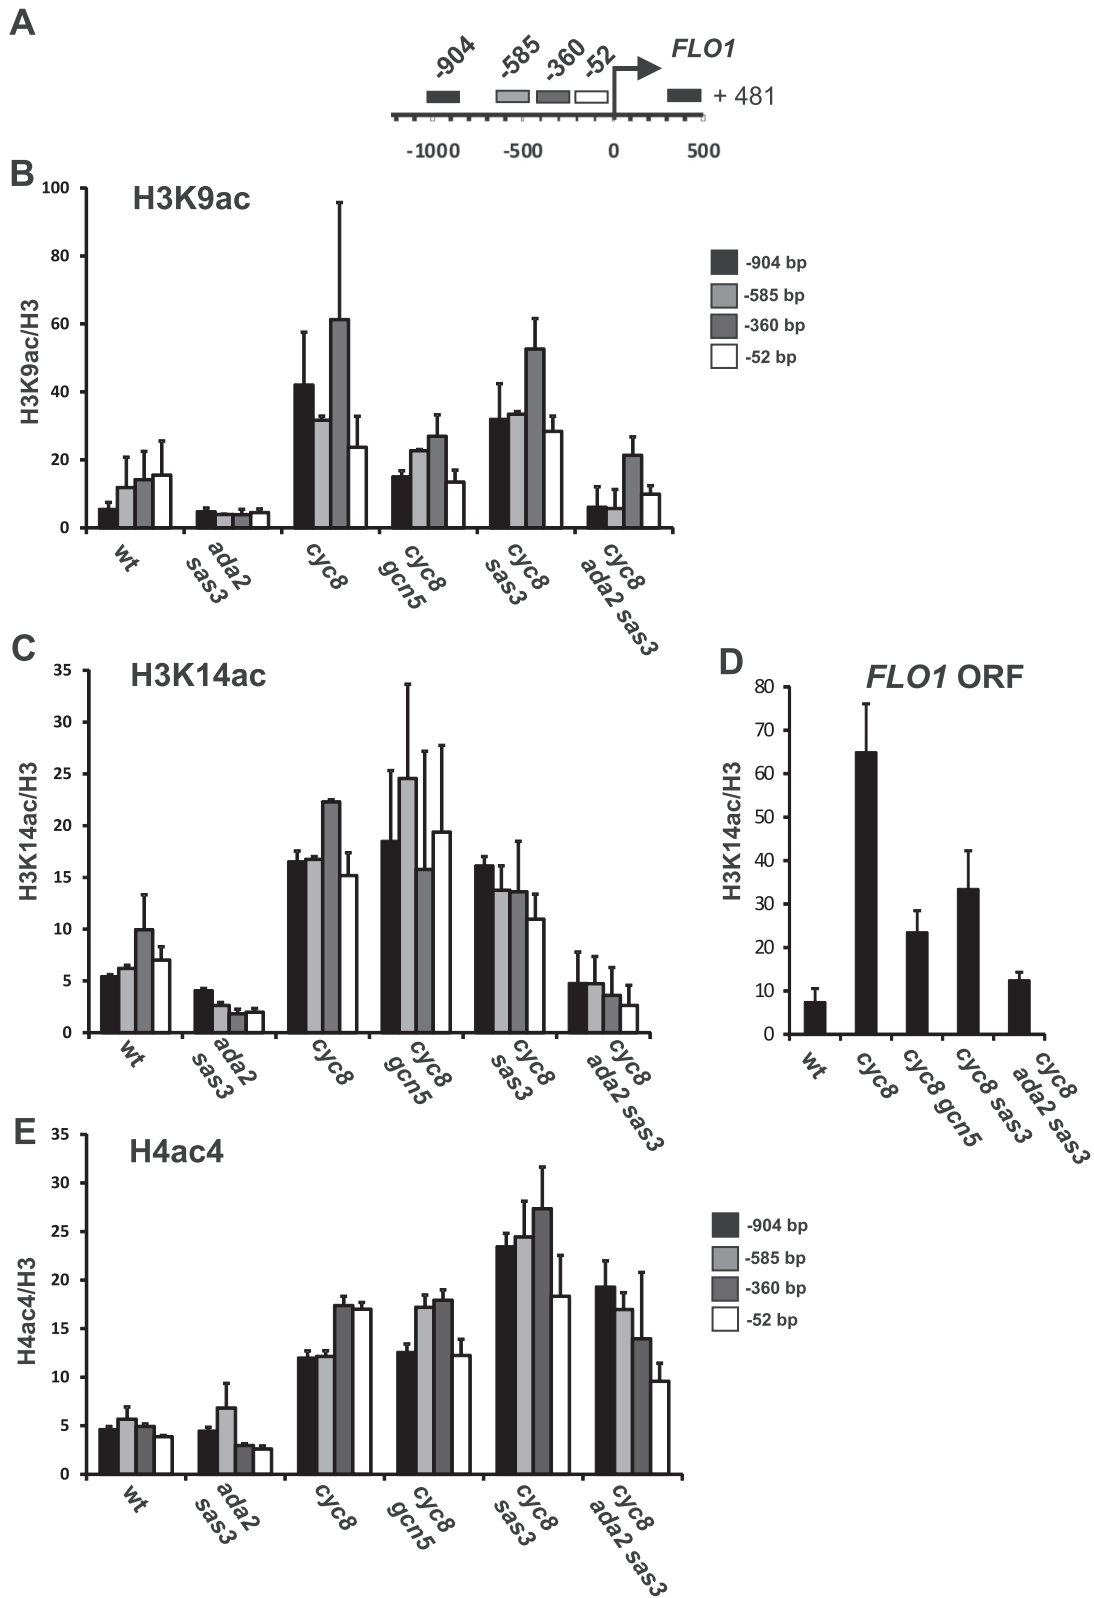 A
-904
-585
-360
-52
FLO1
+ 481
-1000
-500
0
500
B
H3K9ac
H3K9ac/H3
100
80
60
40
20
0
-904 bp
-585 bp
-360 bp
-52 bp
wt
ada2
sas3
cyc8
cyc8
gcn5
cyc8
sas3
cyc8
ada2 sas3
C
H3K14ac
H3K14ac/H3
35
30
25
20
15
10
5
0
wt
ada2
sas3
cyc8
cyc8
gcn5
cyc8
sas3
cyc8
ada2 sas3
D
FLO1 ORF
H3K14ac/H3
80
70
60
50
40
30
20
10
0
wt
cyc8
cyc8 gcn5
cyc8 sas3
cyc8
ada2 sas3
E
H4ac4
H4ac4/H3
35
30
25
20
15
10
5
0
-904 bp
-585 bp
-360 bp
-52 bp
wt
ada2
sas3
cyc8
cyc8
gcn5
cyc8
sas3
cyc8
ada2 sas3